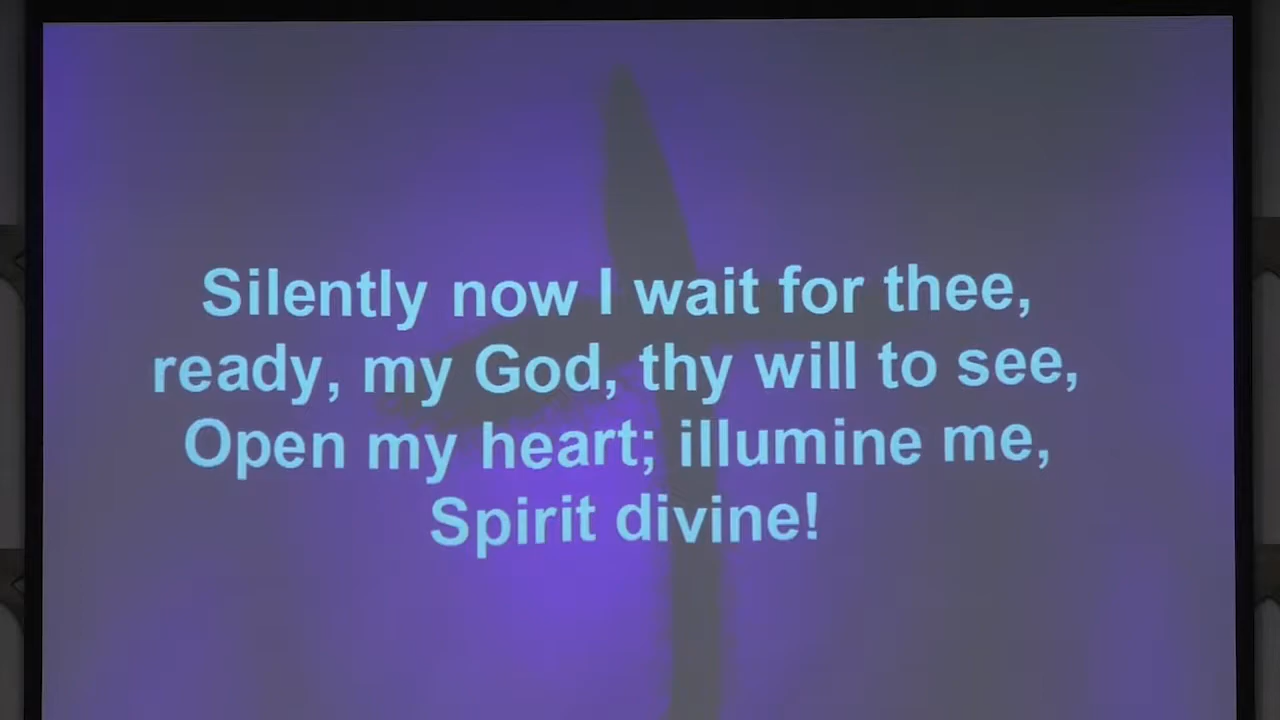 Silently now I wait for thee,
ready, my God, thy will to see,
Open my heart; illumine me,
Spirit divine!